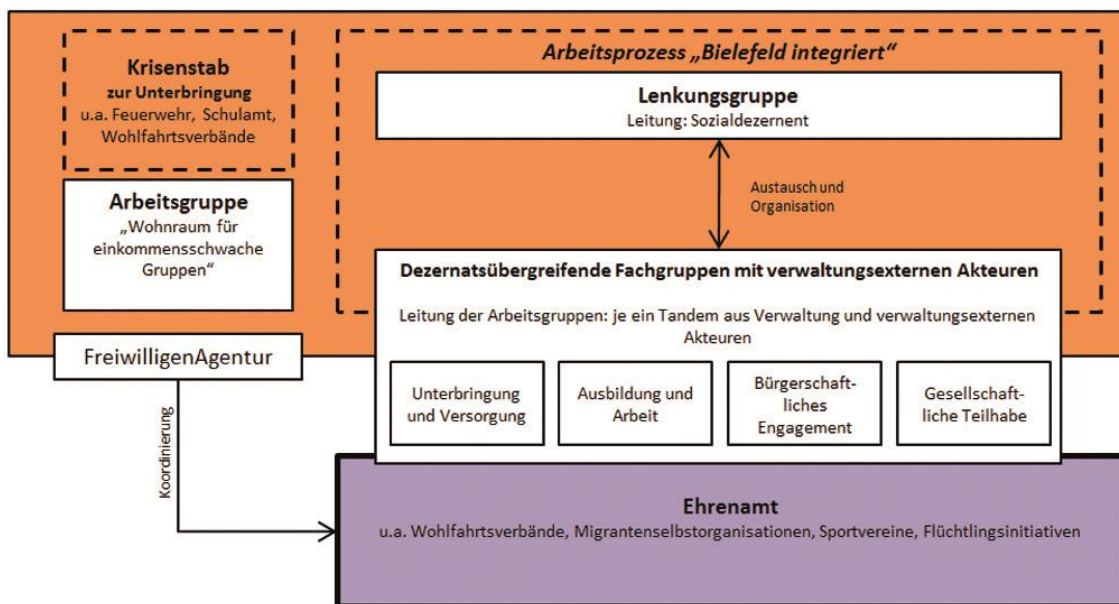 Krisenstab
zur Unterbringung
u.a. Feuerwehr, Schulamt,
Wohlfahrtsverbände
Arbeitsgruppe
„Wohnraum für
einkommensschwache
Gruppen“
FreiwilligenAgentur
Koordinierung
Arbeitsprozess „Bielefeld integriert“
Lenkungsgruppe
Leitung: Sozialdezernent
Austausch und
Organisation
Dezernatsübergreifende Fachgruppen mit verwaltungsexternen Akteuren
Leitung der Arbeitsgruppen: je ein Tandem aus Verwaltung und verwaltungsexternen
Akteuren
Unterbringung
und Versorgung
Ausbildung und
Arbeit
Bürgerschaft-
liches
Engagement
Gesellschaft-
liche Teilhabe
Ehrenamt
u.a. Wohlfahrtsverbände, Migrantenselbstorganisationen, Sportvereine, Flüchtlingsinitiativen